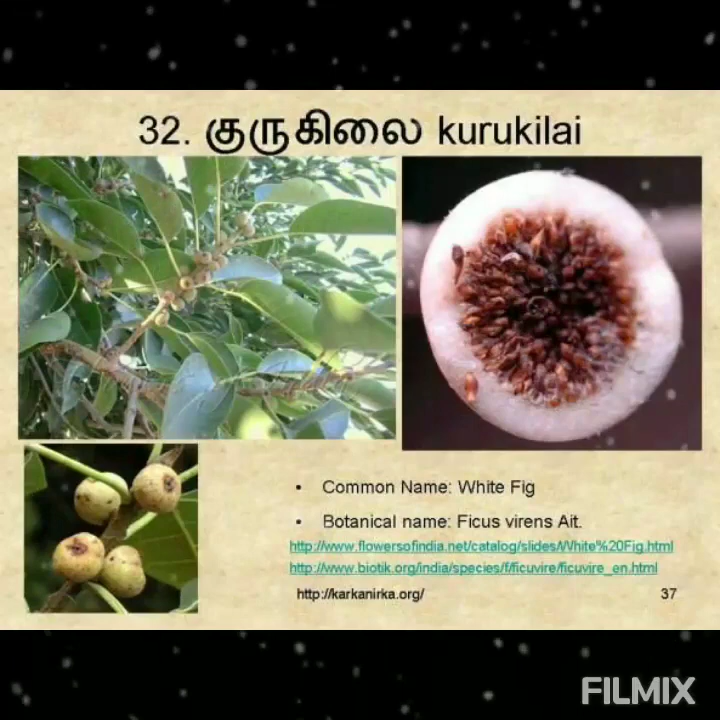 32. குருகிலை kurukilai
• Common Name: White Fig
• Botanical name: Ficus virens Ait.
http://www.flowersofindia.net/catalog/slides/White%20Fig.html
http://www.biotik.org/india/species/f/ficuvire/ficuvire_en.html
http://karkanirka.org/ 37
FILMIX